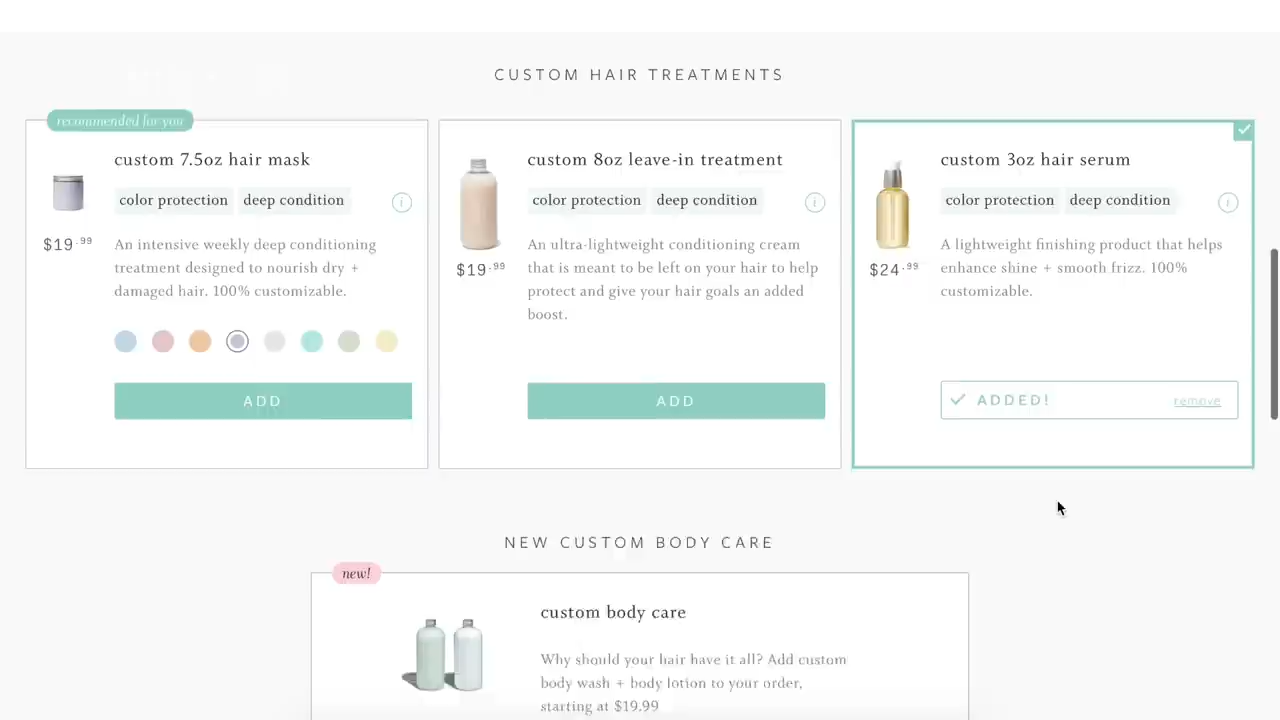 CUSTOM HAIR TREATMENTS
recommended for you
custom 7.5oz hair mask
color protection deep condition i
$19.99
An intensive weekly deep conditioning
treatment designed to nourish dry +
damaged hair. 100% customizable.
ADD
custom 8oz leave-in treatment
color protection deep condition i
An ultra-lightweight conditioning cream
$19.99
that is meant to be left on your hair to help
protect and give your hair goals an added
boost.
ADD
custom 3oz hair serum
color protection deep condition i
A lightweight finishing product that helps
$24.99
enhance shine + smooth frizz. 100%
customizable.
ADDED! remove
NEW CUSTOM BODY CARE
new!
custom body care
Why should your hair have it all? Add custom
body wash + body lotion to your order,
starting at $19.99